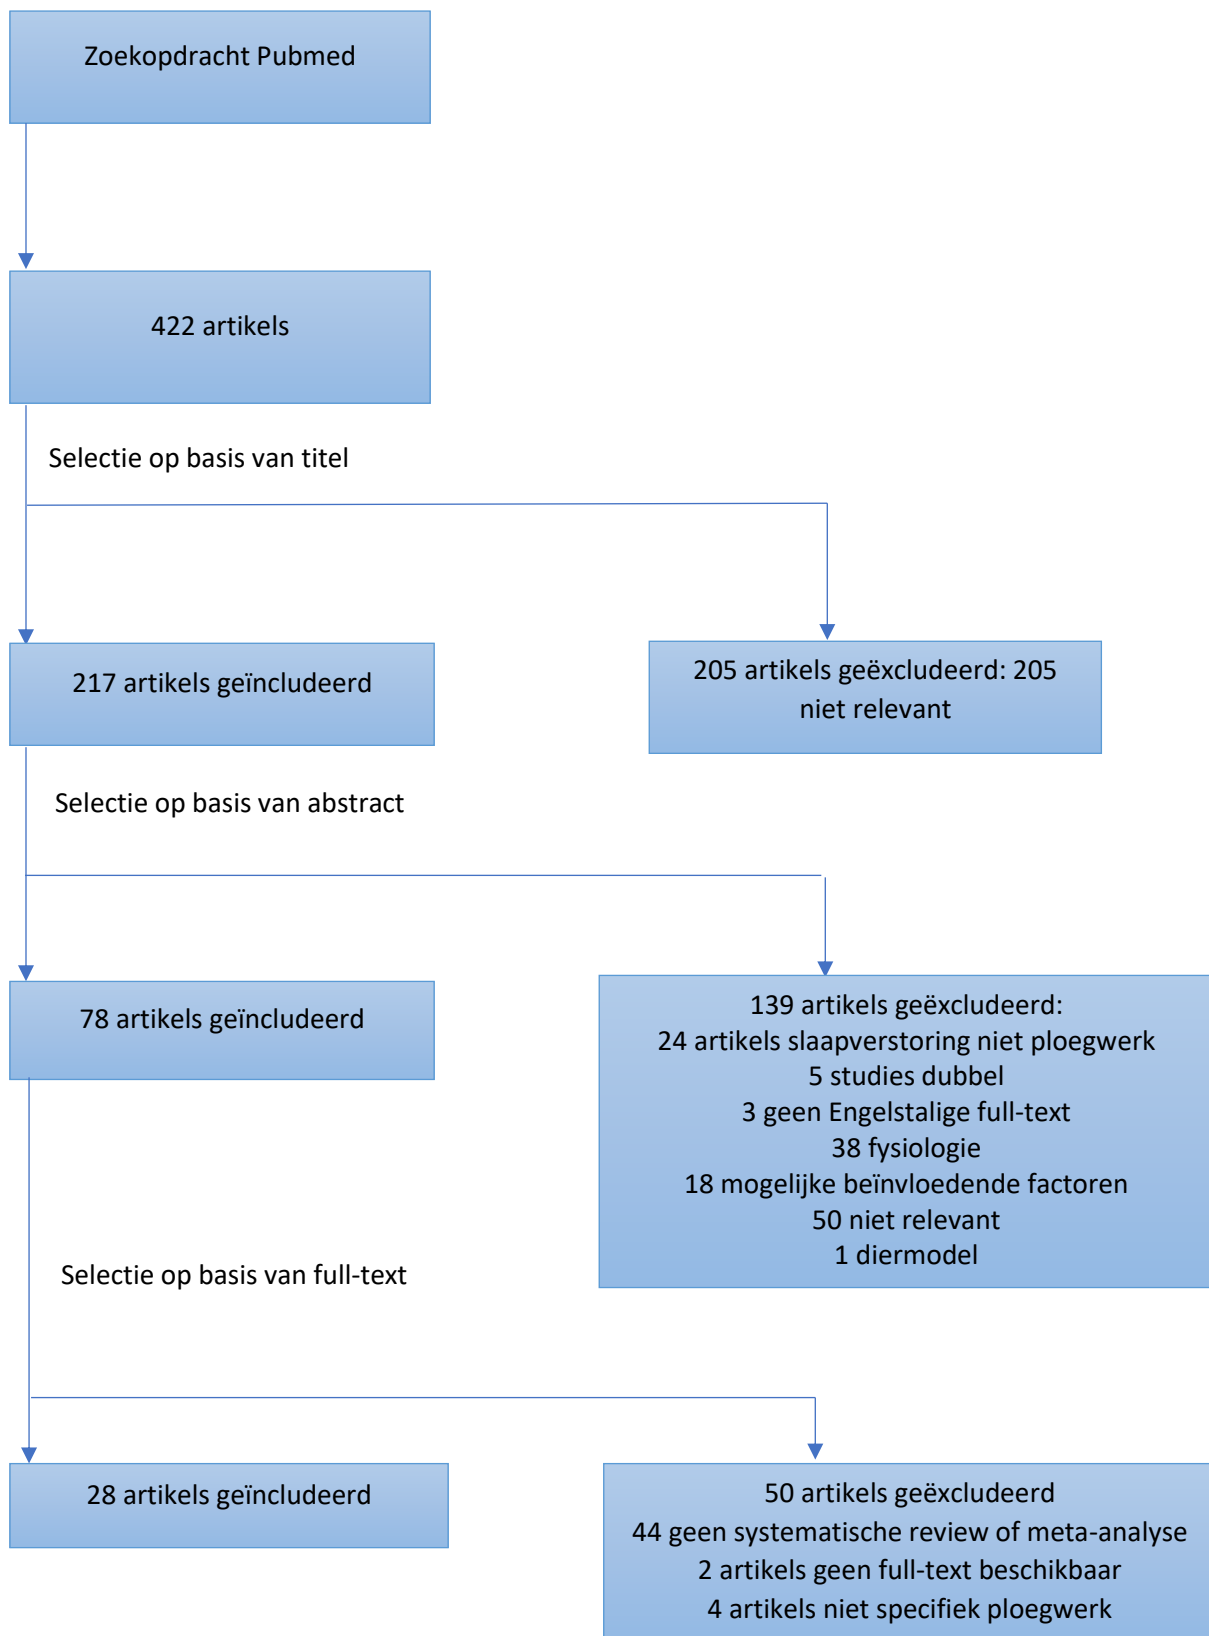 Zoekopdracht Pubmed
422 artikels
Selectie op basis van titel
217 artikels geïncludeerd
205 artikels geëxcludeerd: 205
niet relevant
Selectie op basis van abstract
78 artikels geïncludeerd
139 artikels geëxcludeerd:
24 artikels slaapverstoring niet ploegwerk
5 studies dubbel
3 geen Engelstalige full-text
38 fysiologie
18 mogelijke beïnvloedende factoren
50 niet relevant
1 diermodel
Selectie op basis van full-text
28 artikels geïncludeerd
50 artikels geëxcludeerd
44 geen systematische review of meta-analyse
2 artikels geen full-text beschikbaar
4 artikels niet specifiek ploegwerk